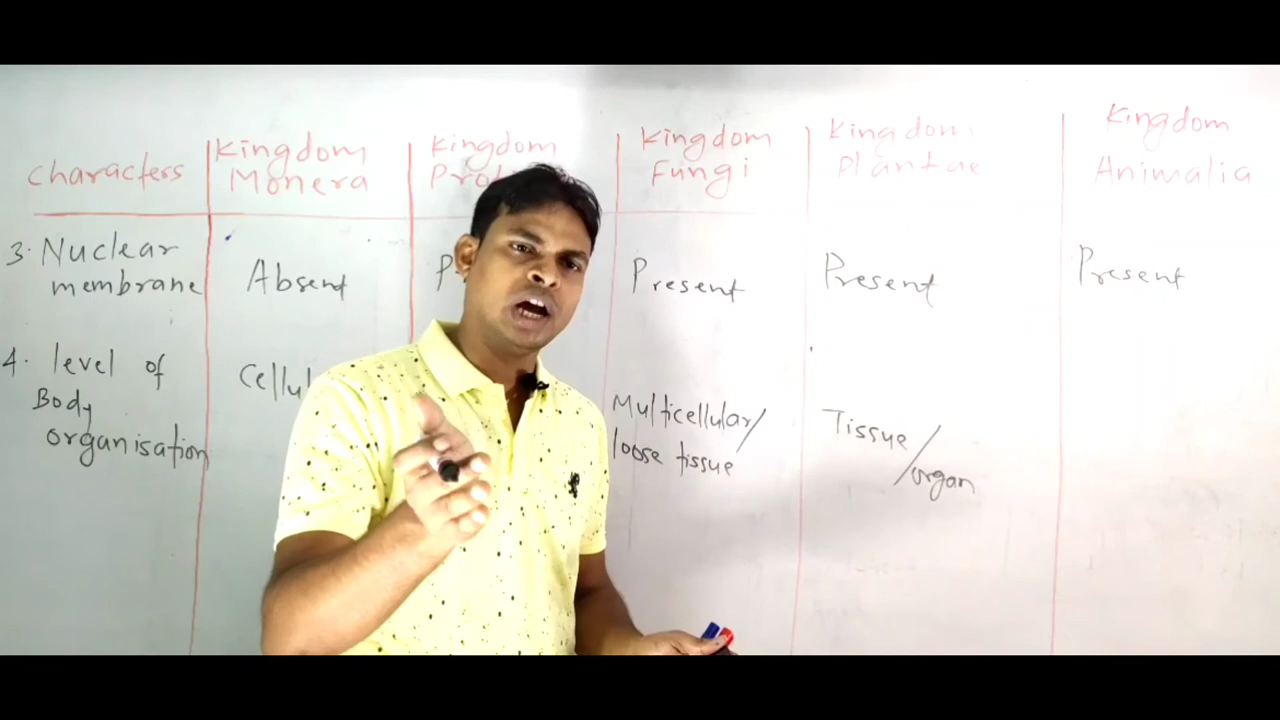 Characters
Kingdom
Monera
Kingdom
Kingdom
Fungi
Kingdom
Plantae
Kingdom
Animalia
3. Nuclear
membrane
Absent
Present
Present
Present
4. level of
Body
organisation
Multicellular/
loose tissue
Tissue/
organ